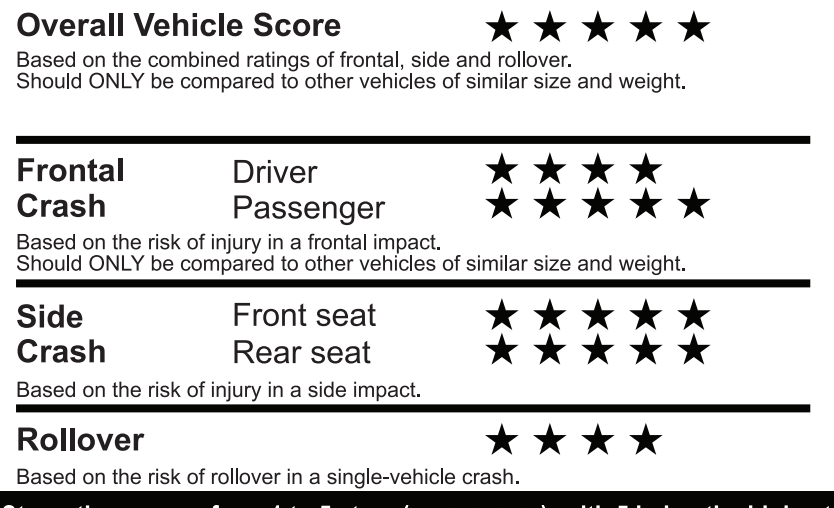 Overall Vehicle Score ★ ★ ★ ★ ★
Based on the combined ratings of frontal, side and rollover.
Should ONLY be compared to other vehicles of similar size and weight.
Frontal Driver ★ ★ ★ ★
Crash Passenger ★ ★ ★ ★ ★
Based on the risk of injury in a frontal impact.
Should ONLY be compared to other vehicles of similar size and weight.
Side Front seat ★ ★ ★ ★ ★
Crash Rear seat ★ ★ ★ ★ ★
Based on the risk of injury in a side impact.
Rollover ★ ★ ★ ★
Based on the risk of rollover in a single-vehicle crash.